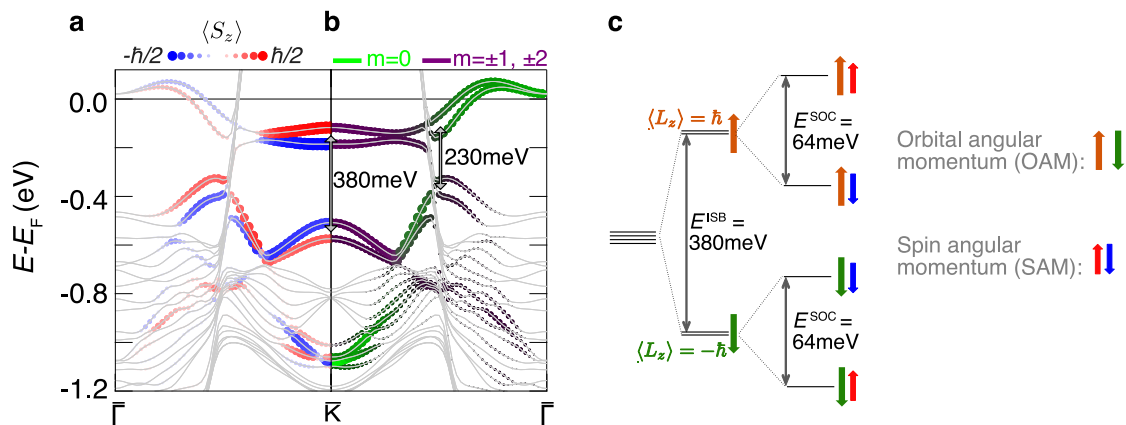 a
⟨S_z⟩
-ħ/2
ħ/2
b
m=0
m=±1, ±2
E-E_F (eV)
0.0
-0.4
-0.8
-1.2
230meV
380meV
Γ̄
K̄
Γ̄
c
⟨L_z⟩ = ħ
E^ISB =
380meV
⟨L_z⟩ = -ħ
E^SOC =
64meV
E^SOC =
64meV
Orbital angular
momentum (OAM):
Spin angular
momentum (SAM):